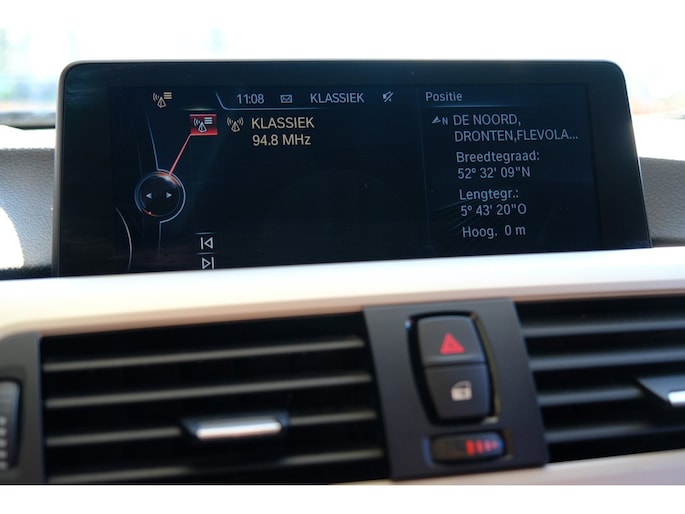 11:08 KLASSIEK
KLASSIEK
94.8 MHz
Positie
N DE NOORD,
DRONTEN,FLEVOLA...
Breedtegraad:
52° 32' 09"N
Lengtegr.:
5° 43' 20"O
Hoog. 0 m